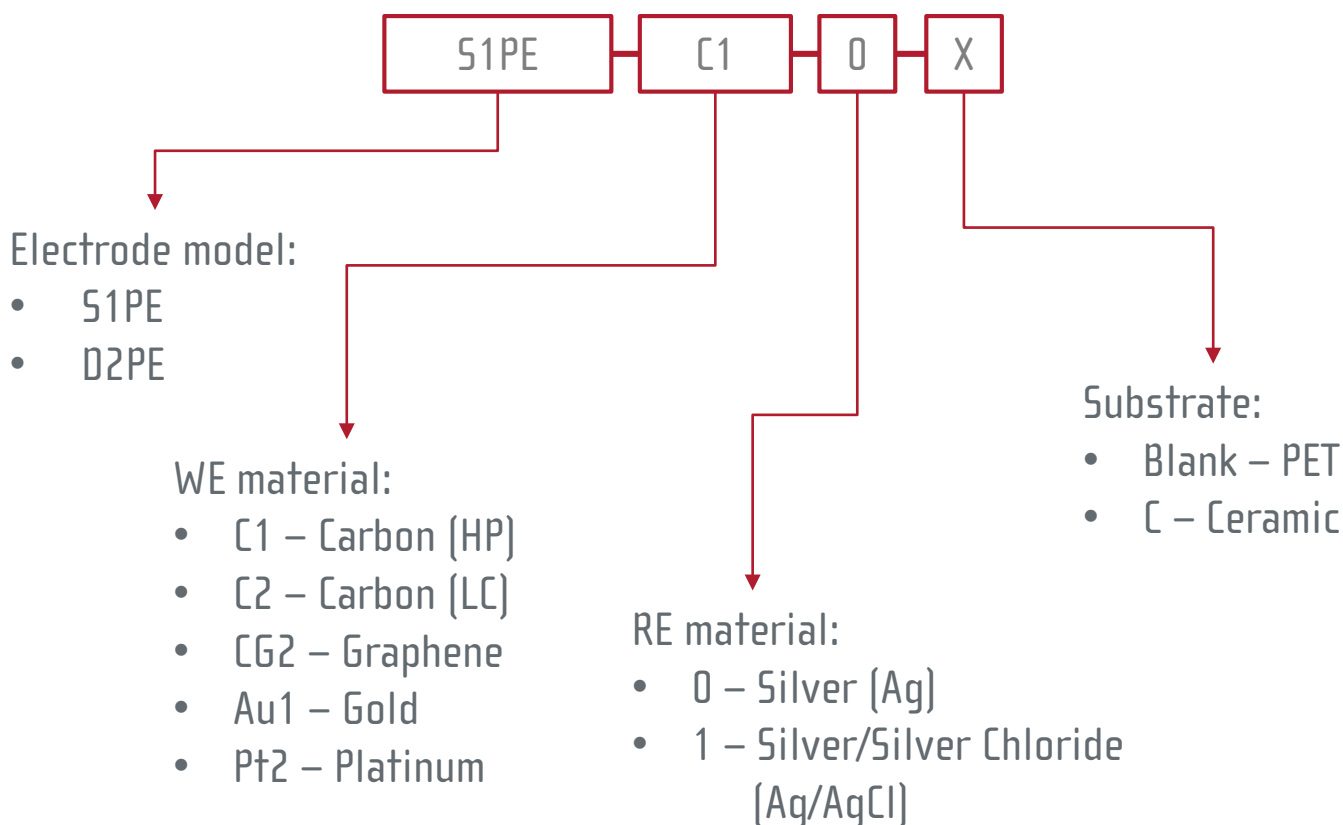 S1PE C1 0 X
Electrode model:
• S1PE
• D2PE
WE material:
• C1 – Carbon (HP)
• C2 – Carbon (LC)
• CG2 – Graphene
• Au1 – Gold
• Pt2 – Platinum
RE material:
• 0 – Silver (Ag)
• 1 – Silver/Silver Chloride
(Ag/AgCl)
Substrate:
• Blank – PET
• C – Ceramic